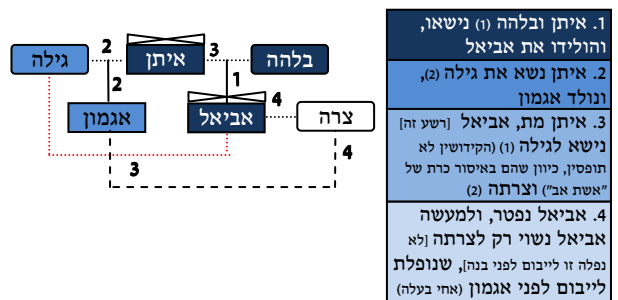 1. איתן ובלהה (1) נישאו,
והולידו את אביאל
2. איתן נשא את גילה (2),
ונולד אגמון
3. איתן מת, אביאל [רשע זה]
נישא לגילה (1) (הקידושין לא
תופסין, כיוון שהם באיסור כרת של
"אשת אב") וצרתה (2)
4. אביאל נפטר, ולמעשה
אביאל נשוי רק לצרתה [לא
נפלה זו לייבום לפני בנה], שנופלת
לייבום לפני אגמון (אחי בעלה)
בלהה 3 איתן 2 גילה
1 2
צרה 4 אביאל אגמון
4 3